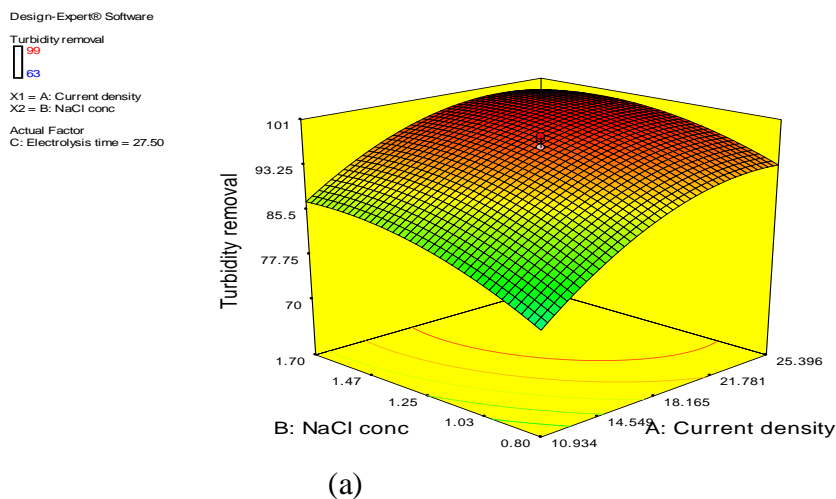 Design-Expert® Software
Turbidity removal
99
63
X1 = A: Current density
X2 = B: NaCl conc
Actual Factor
C: Electrolysis time = 27.50
101
93.25
85.5
77.75
70
Turbidity removal
1.70
1.47
1.25
1.03
0.80
B: NaCl conc
10.934
14.549
18.165
21.781
25.396
A: Current density
(a)